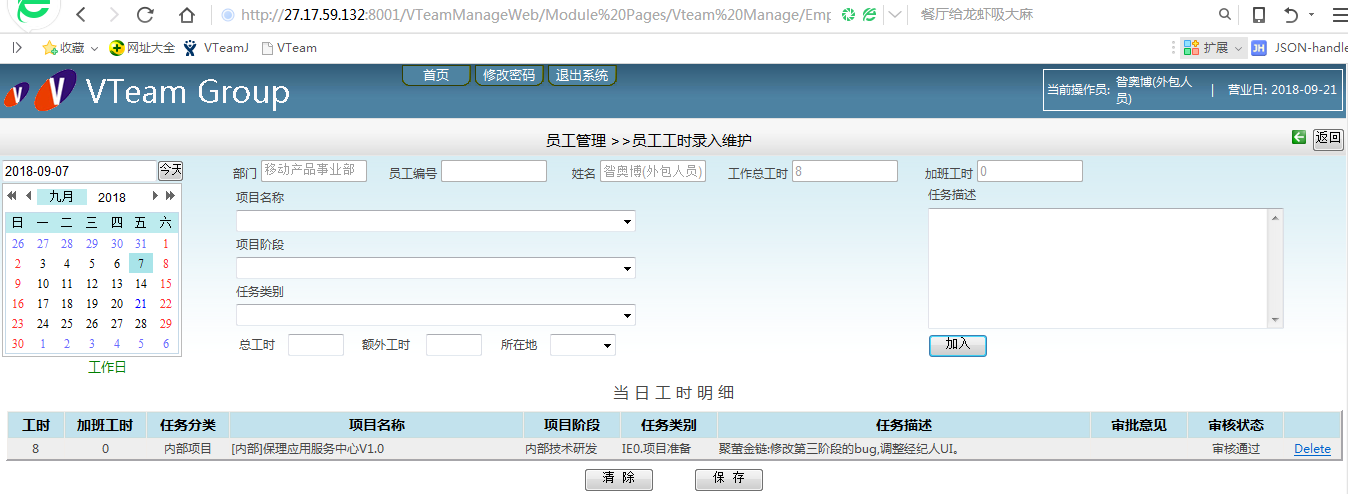 http://27.17.59.132:8001/VTeamManageWeb/Module%20Pages/Vteam%20Manage/Emp 餐厅给龙虾吸大麻
收藏 网址大全 VTeamJ VTeam 扩展 JH JSON-handle
VTeam Group 首页 修改密码 退出系统 当前操作员: 昝奥博(外包人员) | 营业日: 2018-09-21
员工管理 >>员工工时录入维护 返回
2018-09-07 今天 部门 移动产品事业部 员工编号 姓名 昝奥博(外包人员) 工作总工时 8 加班工时 0
九月 2018 项目名称 任务描述
日 一 二 三 四 五 六
26 27 28 29 30 31 1 项目阶段
2 3 4 5 6 7 8
9 10 11 12 13 14 15 任务类别
16 17 18 19 20 21 22
23 24 25 26 27 28 29
30 1 2 3 4 5 6 总工时 额外工时 所在地 加入
工作日
当日工时明细
工时 加班工时 任务分类 项目名称 项目阶段 任务类别 任务描述 审批意见 审核状态
8 0 内部项目 [内部]保理应用服务中心V1.0 内部技术研发 IE0.项目准备 聚董金链:修改第三阶段的bug,调整经纪人UI。 审核通过 Delete
清 除 保 存